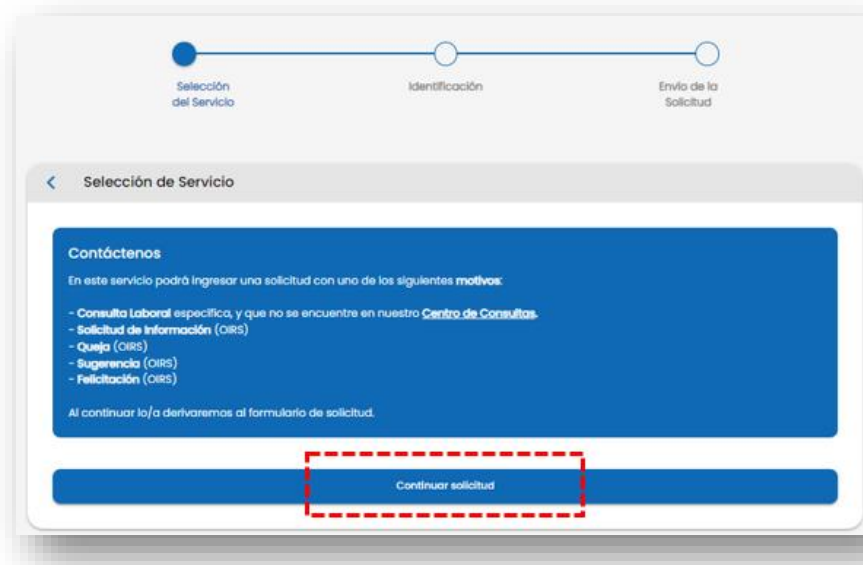 Selección
del Servicio
Identificación
Envío de la
Solicitud
Selección de Servicio
Contáctenos
En este servicio podrá ingresar una solicitud con uno de los siguientes motivos:
- Consulta Laboral específica, y que no se encuentre en nuestro Centro de Consultas.
- Solicitud de Información (OIRS)
- Queja (OIRS)
- Sugerencia (OIRS)
- Felicitación (OIRS)
Al continuar lo/a derivaremos al formulario de solicitud.
Continuar solicitud